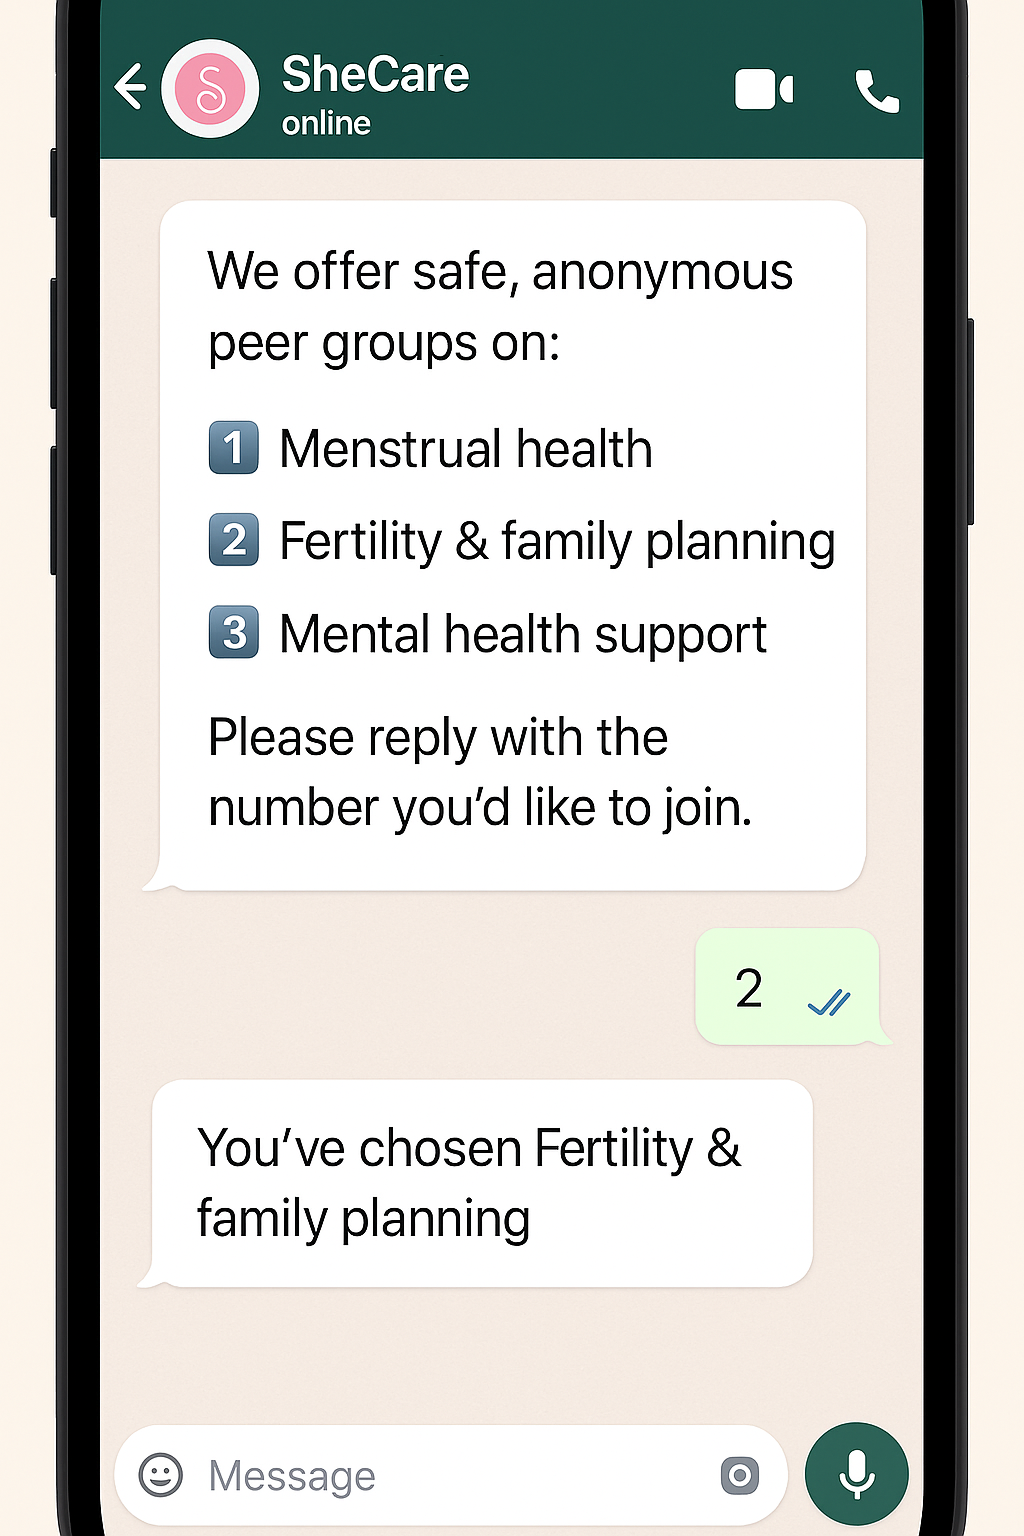 SheCare
online
We offer safe, anonymous
peer groups on:
1 Menstrual health
2 Fertility & family planning
3 Mental health support
Please reply with the
number you’d like to join.
2
You’ve chosen Fertility &
family planning
Message